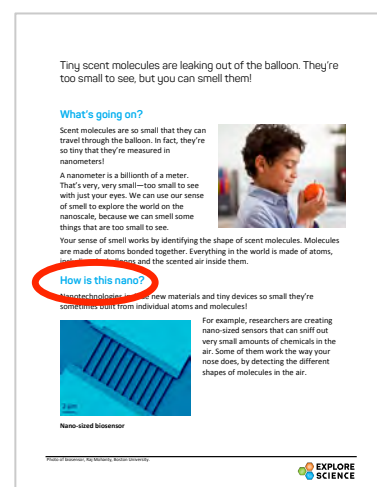 Tiny scent molecules are leaking out of the balloon. They're
too small to see, but you can smell them!
What's going on?
Scent molecules are so small that they can
travel through the balloon. In fact, they're
so tiny that they're measured in
nanometers!
A nanometer is a billionth of a meter.
That's very, very small—too small to see
with just your eyes. We can use our sense
of smell to explore the world on the
nanoscale, because we can smell some
things that are too small to see.
Your sense of smell works by identifying the shape of scent molecules. Molecules
are made of atoms bonded together. Everything in the world is made of atoms,
and the scented air inside them.
How is this nano?
new materials and tiny devices so small they're
sometimes built from individual atoms and molecules!
For example, researchers are creating
nano-sized sensors that can sniff out
very small amounts of chemicals in the
air. Some of them work the way your
nose does, by detecting the different
shapes of molecules in the air.
Nano-sized biosensor
Photo of biosensor, Raj Mohanty, Boston University.
EXPLORE
SCIENCE